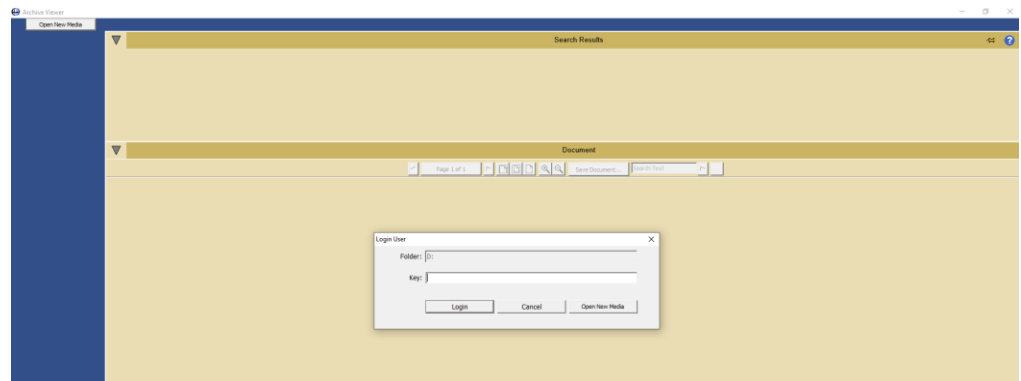 Archive Viewer
Open New Media
Search Results
Document
Page 1 of 1
Save Document...
Search Text
Login User
Folder: D:
Key:
Login Cancel Open New Media